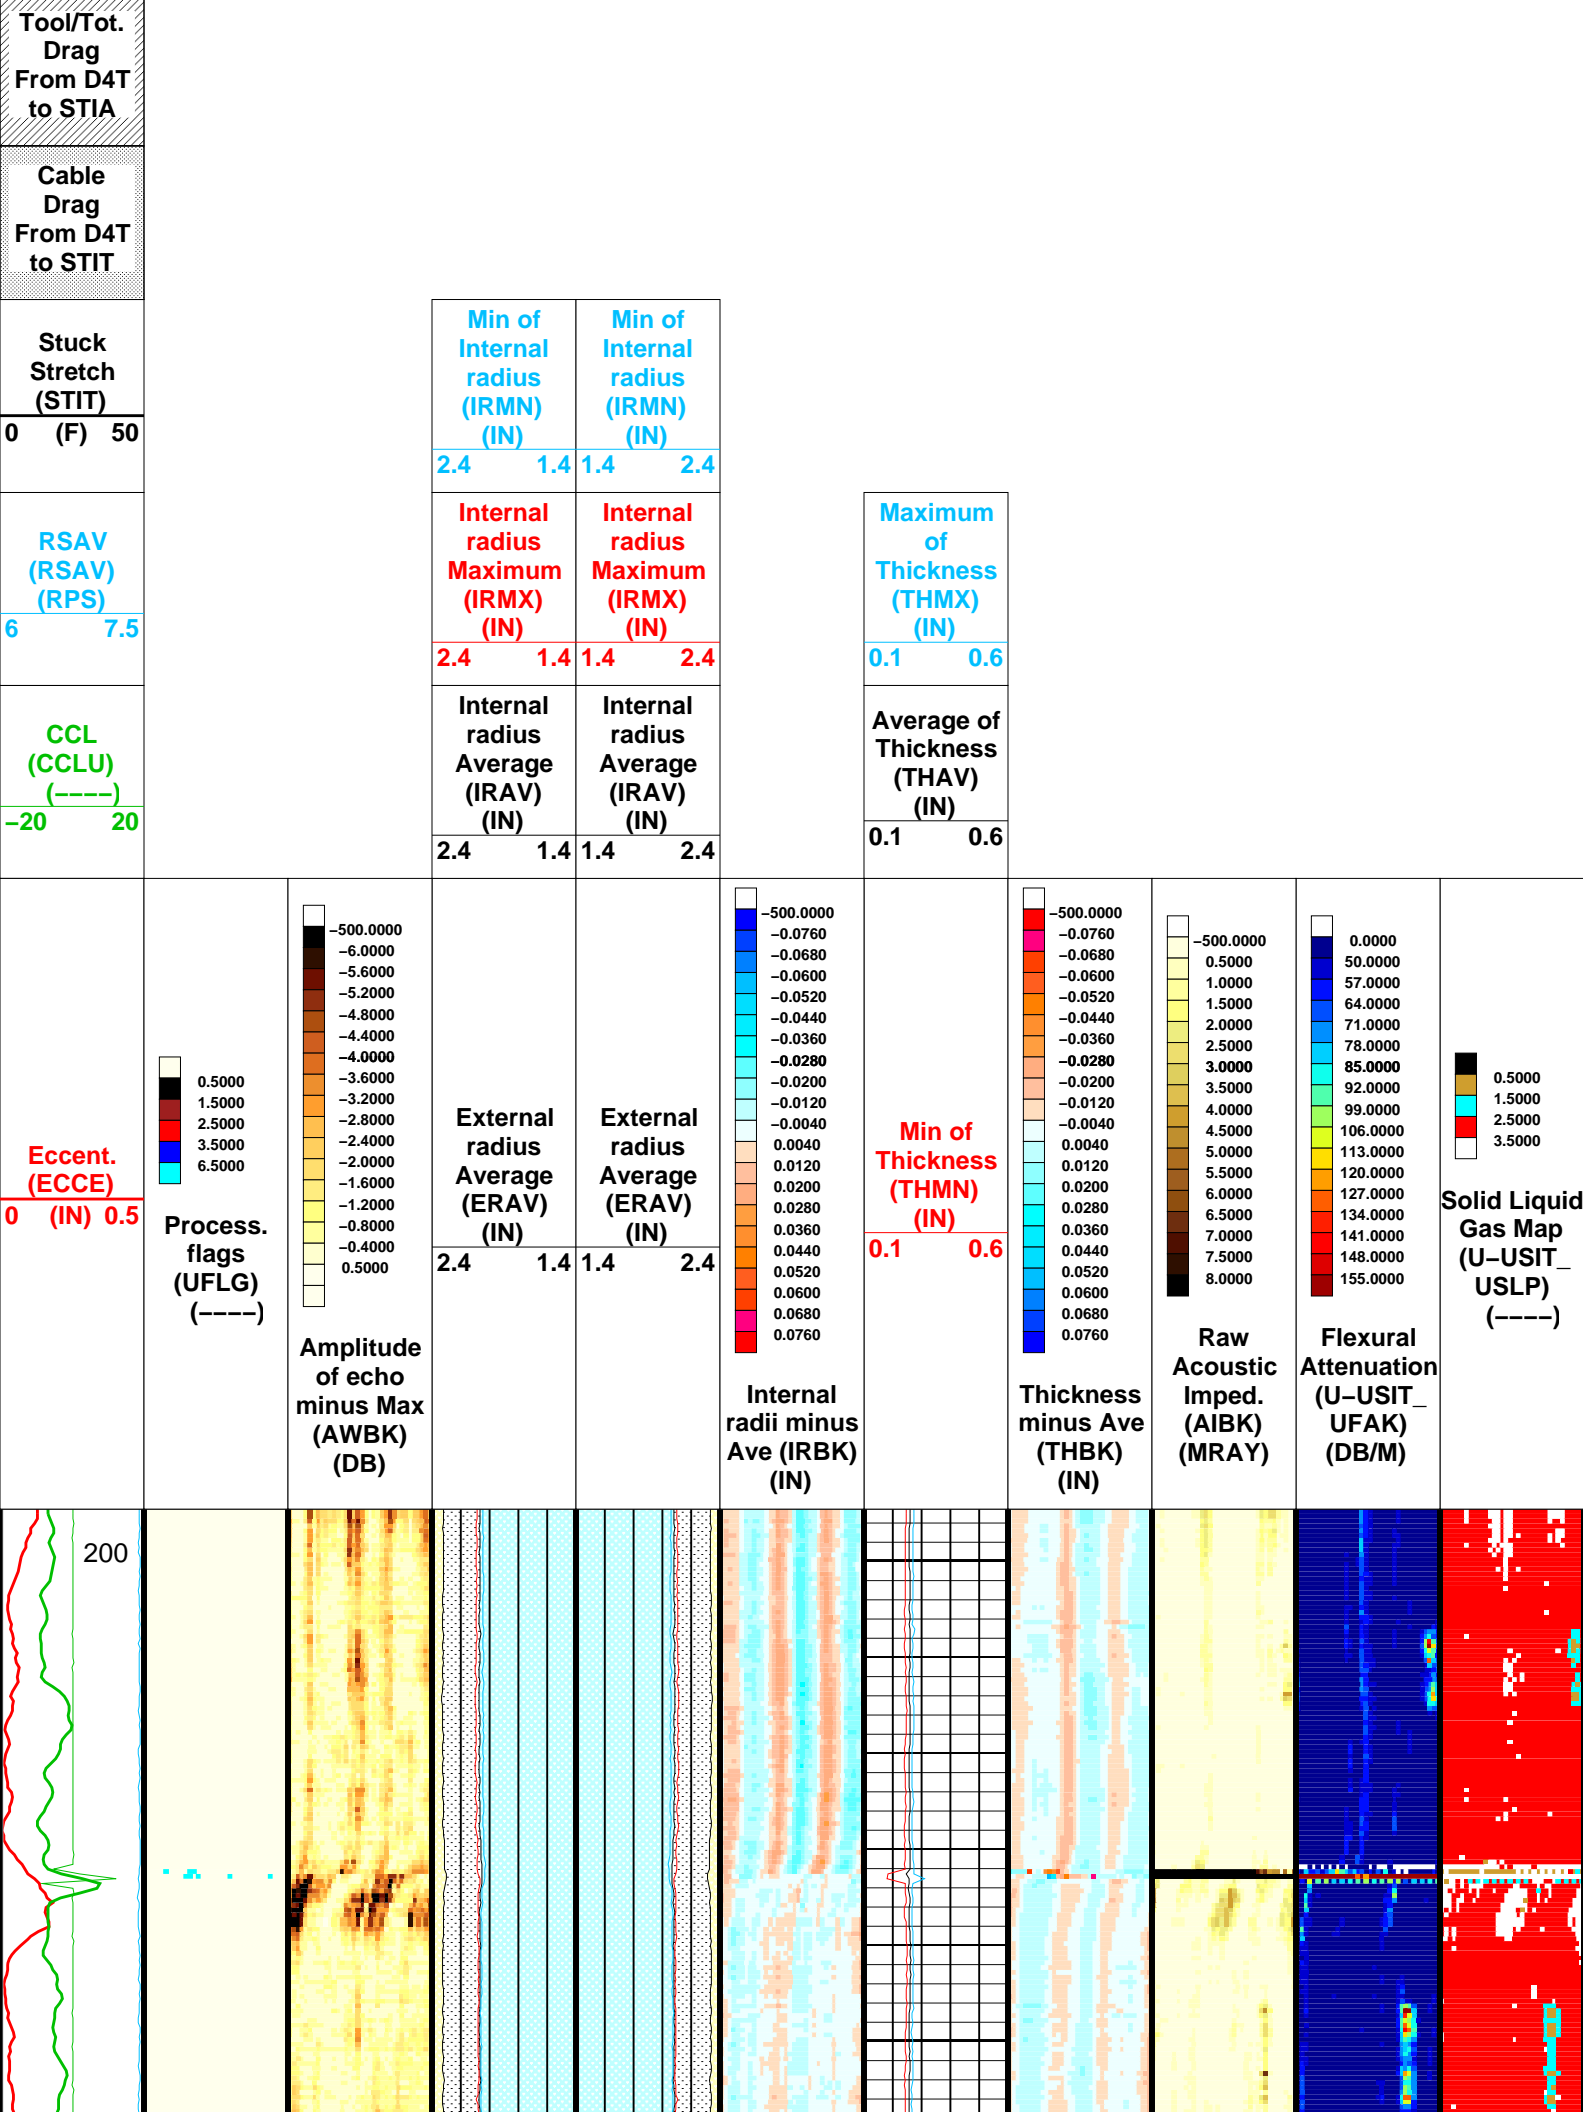 Tool/Tot.
Drag
From D4T
to STIA
Cable
Drag
From D4T
to STIT
Stuck
Stretch
(STIT)
0 (F) 50
RSAV
(RSAV)
(RPS)
6 7.5
CCL
(CCLU)
(----)
-20 20
Eccent.
(ECCE)
0 (IN) 0.5
0.5000
1.5000
2.5000
3.5000
6.5000
Process.
flags
(UFLG)
(----)
-500.0000
-6.0000
-5.6000
-5.2000
-4.8000
-4.4000
-4.0000
-3.6000
-3.2000
-2.8000
-2.4000
-2.0000
-1.6000
-1.2000
-0.8000
-0.4000
0.5000
Amplitude
of echo
minus Max
(AWBK)
(DB)
Min of
Internal
radius
(IRMN)
(IN)
2.4 1.4
Internal
radius
Maximum
(IRMX)
(IN)
2.4 1.4
Internal
radius
Average
(IRAV)
(IN)
2.4 1.4
External
radius
Average
(ERAV)
(IN)
2.4 1.4
Min of
Internal
radius
(IRMN)
(IN)
1.4 2.4
Internal
radius
Maximum
(IRMX)
(IN)
1.4 2.4
Internal
radius
Average
(IRAV)
(IN)
1.4 2.4
External
radius
Average
(ERAV)
(IN)
1.4 2.4
-500.0000
-0.0760
-0.0680
-0.0600
-0.0520
-0.0440
-0.0360
-0.0280
-0.0200
-0.0120
-0.0040
0.0040
0.0120
0.0200
0.0280
0.0360
0.0440
0.0520
0.0600
0.0680
0.0760
Internal
radii minus
Ave (IRBK)
(IN)
Maximum
of
Thickness
(THMX)
(IN)
0.1 0.6
Average of
Thickness
(THAV)
(IN)
0.1 0.6
Min of
Thickness
(THMN)
(IN)
0.1 0.6
-500.0000
-0.0760
-0.0680
-0.0600
-0.0520
-0.0440
-0.0360
-0.0280
-0.0200
-0.0120
-0.0040
0.0040
0.0120
0.0200
0.0280
0.0360
0.0440
0.0520
0.0600
0.0680
0.0760
Thickness
minus Ave
(THBK)
(IN)
-500.0000
0.5000
1.0000
1.5000
2.0000
2.5000
3.0000
3.5000
4.0000
4.5000
5.0000
5.5000
6.0000
6.5000
7.0000
7.5000
8.0000
Raw
Acoustic
Imped.
(AIBK)
(MRAY)
0.0000
50.0000
57.0000
64.0000
71.0000
78.0000
85.0000
92.0000
99.0000
106.0000
113.0000
120.0000
127.0000
134.0000
141.0000
148.0000
155.0000
Flexural
Attenuation
(U-USIT_
UFAK)
(DB/M)
0.5000
1.5000
2.5000
3.5000
Solid Liquid
Gas Map
(U-USIT_
USLP)
(----)
200